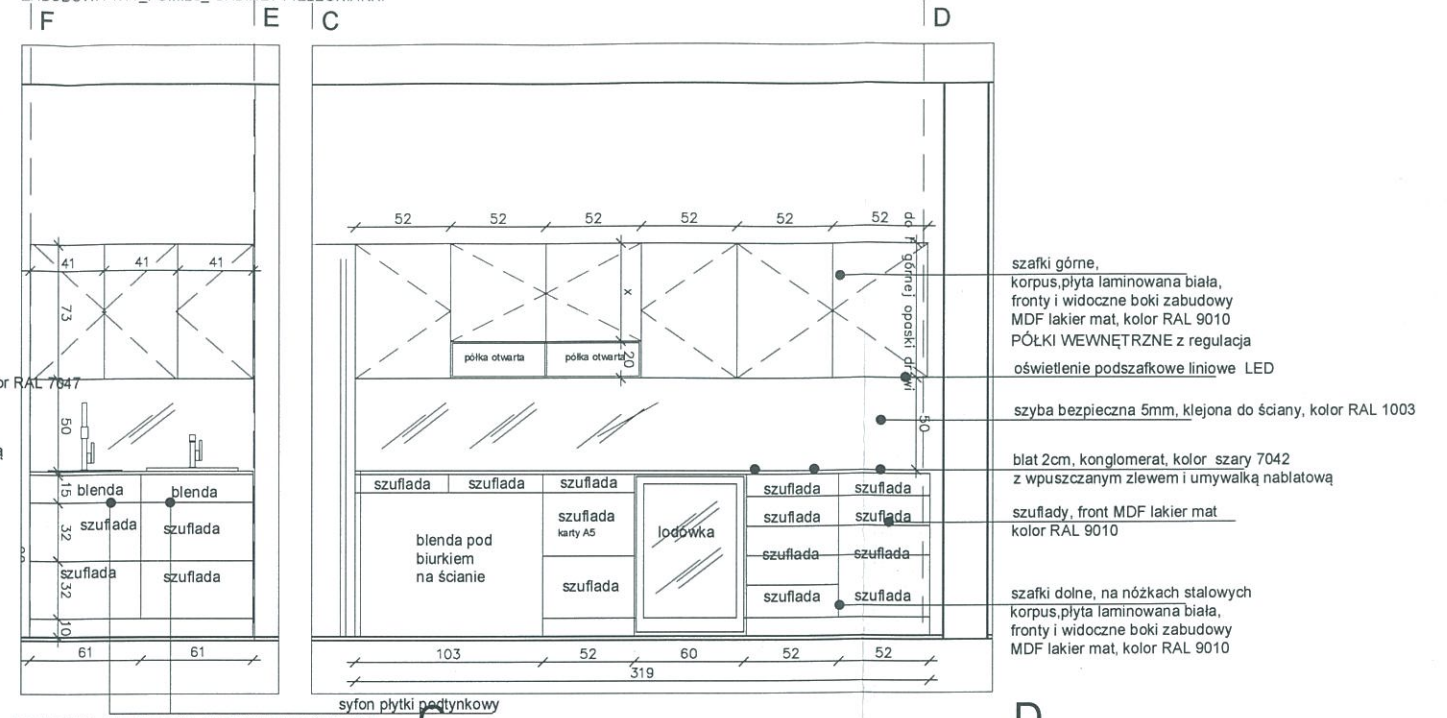 F
E
C
D
52 52 52 52 52 52
do f górnej opaski drzwi
41 41 41
73
x
20
półka otwarta
półka otwarta
szafki górne,
korpus,płyta laminowana biała,
fronty i widoczne boki zabudowy
MDF lakier mat, kolor RAL 9010
PÓŁKI WEWNĘTRZNE z regulacja
oświetlenie podszafkowe liniowe LED
szyba bezpieczna 5mm, klejona do ściany, kolor RAL 1003
blat 2cm, konglomerat, kolor szary 7042
z wpuszczanym zlewem i umywalką nablatową
szuflady, front MDF lakier mat
kolor RAL 9010
szafki dolne, na nóżkach stalowych
korpus,płyta laminowana biała,
fronty i widoczne boki zabudowy
MDF lakier mat, kolor RAL 9010
or RAL 7047
50
50
15
blenda
blenda
32
szuflada
szuflada
szuflada
szuflada
32
10
61 61
szuflada
szuflada
szuflada
szuflada
karty A5
szuflada
blenda pod
biurkiem
na ścianie
lodówka
szuflada
szuflada
szuflada
szuflada
szuflada
szuflada
szuflada
szuflada
103 52 60 52 52
319
syfon płytki podtynkowy
C
D